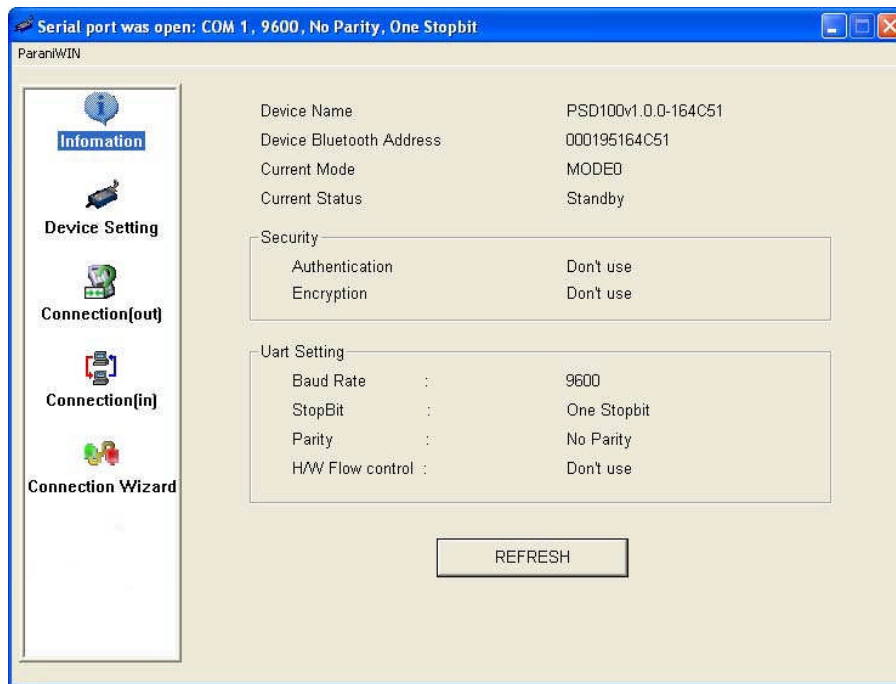 Serial port was open: COM 1, 9600, No Parity, One Stopbit
ParaniWIN
Infomation
Device Setting
Connection(out)
Connection(in)
Connection Wizard
Device Name PSD100v1.0.0-164C51
Device Bluetooth Address 000195164C51
Current Mode MODE0
Current Status Standby
Security
Authentication Don't use
Encryption Don't use
Uart Setting
Baud Rate : 9600
StopBit : One Stopbit
Parity : No Parity
H/W Flow control : Don't use
REFRESH